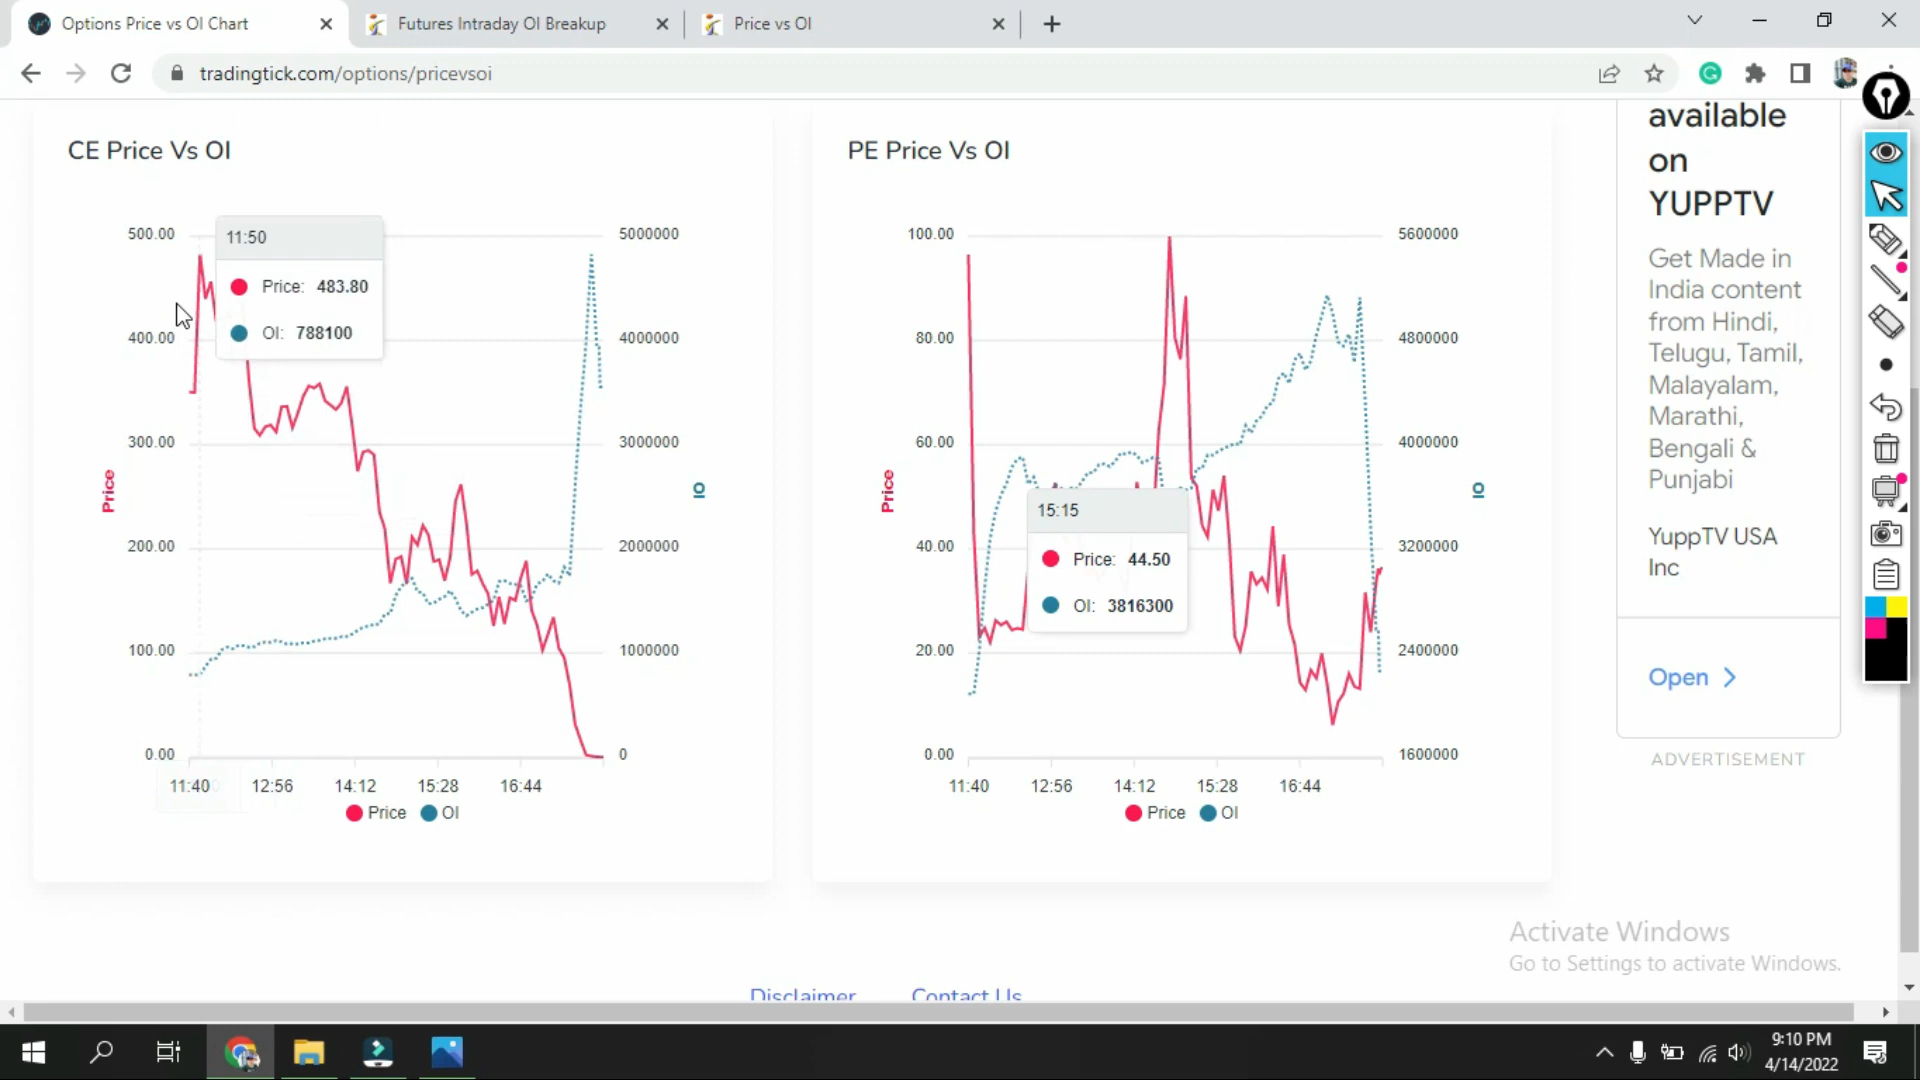 Options Price vs OI Chart
Futures Intraday OI Breakup
Price vs OI
tradingtick.com/options/pricevsoi
CE Price Vs OI
500.00
400.00
300.00
200.00
100.00
0.00
Price
11:50
Price: 483.80
OI: 788100
5000000
4000000
3000000
2000000
1000000
0
OI
11:40
12:56
14:12
15:28
16:44
Price
OI
PE Price Vs OI
100.00
80.00
60.00
40.00
20.00
0.00
Price
15:15
Price: 44.50
OI: 3816300
5600000
4800000
4000000
3200000
2400000
1600000
OI
11:40
12:56
14:12
15:28
16:44
Price
OI
available
on
YUPPTV
Get Made in
India content
from Hindi,
Telugu, Tamil,
Malayalam,
Marathi,
Bengali &
Punjabi
YuppTV USA
Inc
Open
ADVERTISEMENT
Activate Windows
Go to Settings to activate Windows.
Disclaimer
Contact Us
9:10 PM
4/14/2022